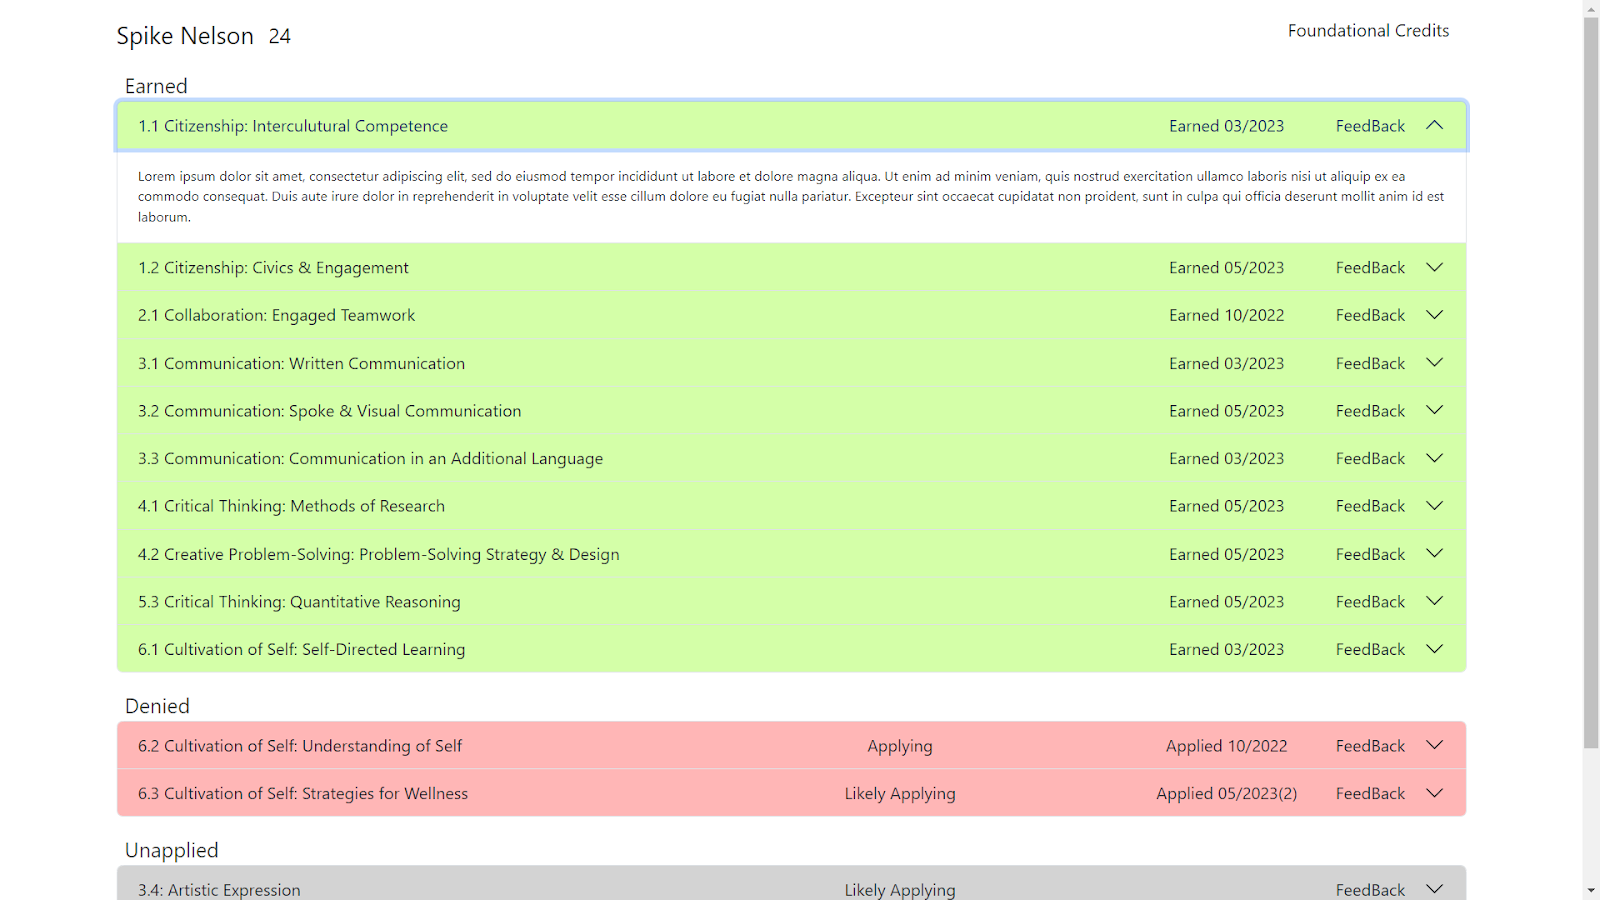 Spike Nelson 24
Foundational Credits
Earned
1.1 Citizenship: Interculutural Competence Earned 03/2023 FeedBack
Lorem ipsum dolor sit amet, consectetur adipiscing elit, sed do eiusmod tempor incididunt ut labore et dolore magna aliqua. Ut enim ad minim veniam, quis nostrud exercitation ullamco laboris nisi ut aliquip ex ea
commodo consequat. Duis aute irure dolor in reprehenderit in voluptate velit esse cillum dolore eu fugiat nulla pariatur. Excepteur sint occaecat cupidatat non proident, sunt in culpa qui officia deserunt mollit anim id est
laborum.
1.2 Citizenship: Civics & Engagement Earned 05/2023 FeedBack
2.1 Collaboration: Engaged Teamwork Earned 10/2022 FeedBack
3.1 Communication: Written Communication Earned 03/2023 FeedBack
3.2 Communication: Spoke & Visual Communication Earned 05/2023 FeedBack
3.3 Communication: Communication in an Additional Language Earned 03/2023 FeedBack
4.1 Critical Thinking: Methods of Research Earned 05/2023 FeedBack
4.2 Creative Problem-Solving: Problem-Solving Strategy & Design Earned 05/2023 FeedBack
5.3 Critical Thinking: Quantitative Reasoning Earned 05/2023 FeedBack
6.1 Cultivation of Self: Self-Directed Learning Earned 03/2023 FeedBack
Denied
6.2 Cultivation of Self: Understanding of Self Applying Applied 10/2022 FeedBack
6.3 Cultivation of Self: Strategies for Wellness Likely Applying Applied 05/2023(2) FeedBack
Unapplied
3.4: Artistic Expression Likely Applying FeedBack